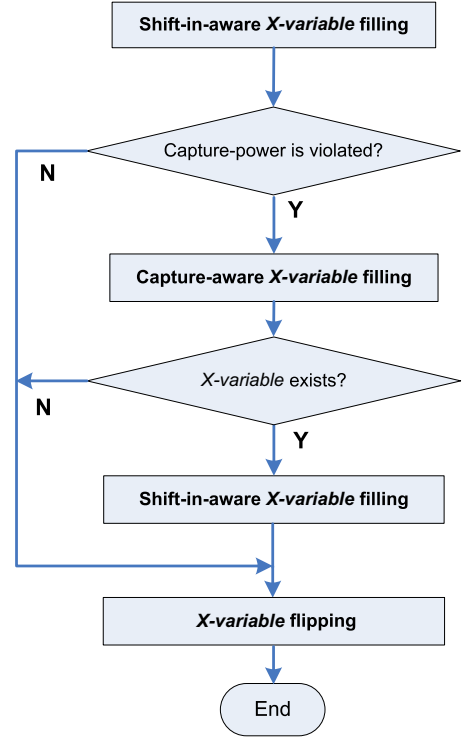 Shift-in-aware X-variable filling
Capture-power is violated?
N
Y
Capture-aware X-variable filling
X-variable exists?
N
Y
Shift-in-aware X-variable filling
X-variable flipping
End